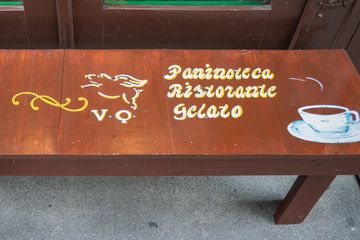 Paninoteca
Ristorante
Gelato
V.Q.